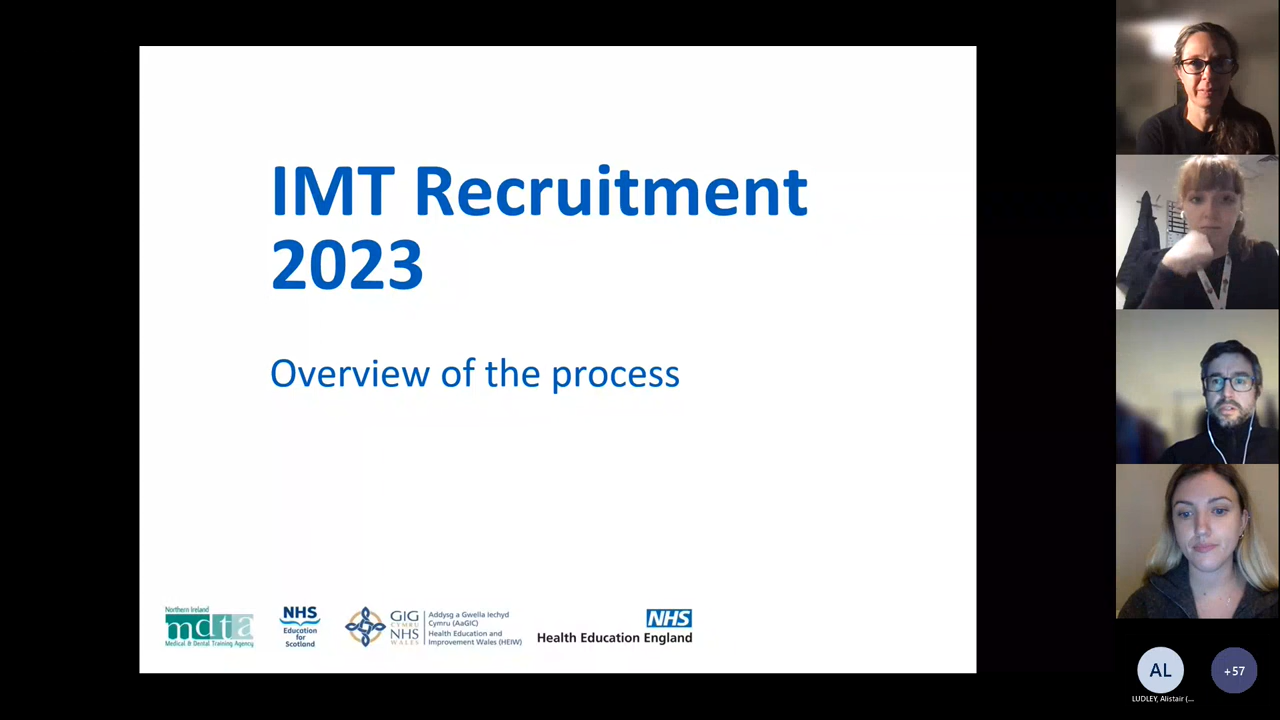 IMT Recruitment
2023
Overview of the process
Northern Ireland
mdta
Medical & Dental Training Agency
NHS
Education
for
Scotland
GIG
CYMRU
NHS
WALES
Addysg a Gwella Iechyd
Cymru (AaGIC)
Health Education and
Improvement Wales (HEIW)
NHS
Health Education England
AL
+57
LUDLEY, Alistair (...